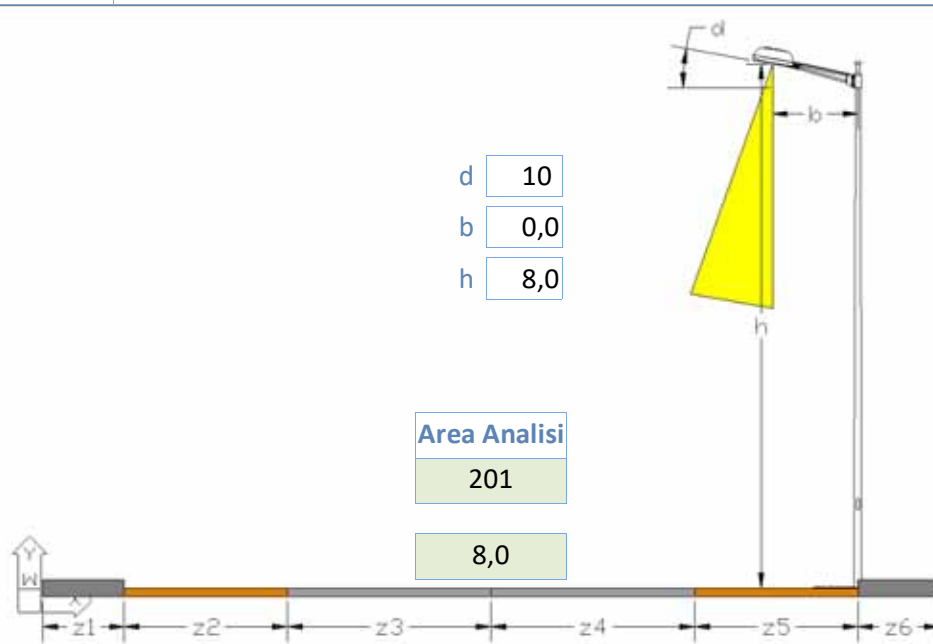 d
b
d 10
b 0,0
h 8,0
h
Area Analisi
201
8,0
Y
W
X
z1 z2 z3 z4 z5 z6